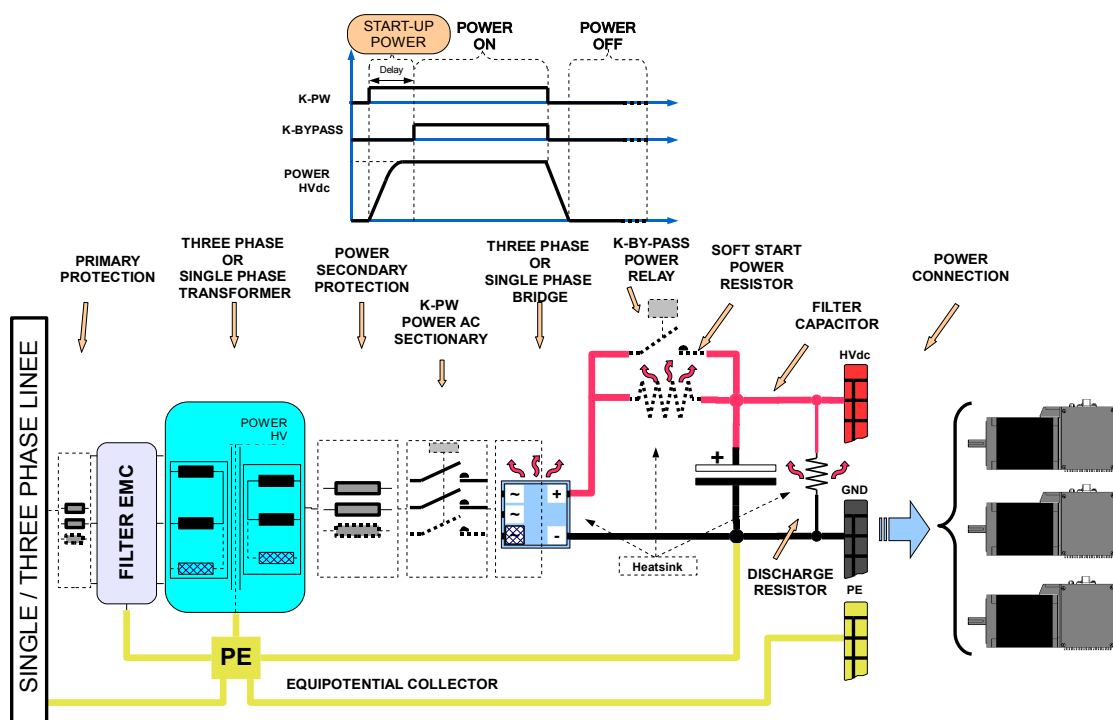 START-UP
POWER
POWER
ON
POWER
OFF
Delay
K-PW
K-BYPASS
POWER
HVdc
PRIMARY
PROTECTION
THREE PHASE
OR
SINGLE PHASE
TRANSFORMER
POWER
SECONDARY
PROTECTION
K-PW
POWER AC
SECTIONARY
THREE PHASE
OR
SINGLE PHASE
BRIDGE
K-BY-PASS
POWER
RELAY
SOFT START
POWER
RESISTOR
FILTER
CAPACITOR
POWER
CONNECTION
SINGLE / THREE PHASE LINEE
FILTER EMC
POWER
HV
~ +
~
~ -
+
HVdc
GND
PE
Heatsink
DISCHARGE
RESISTOR
PE
EQUIPOTENTIAL COLLECTOR